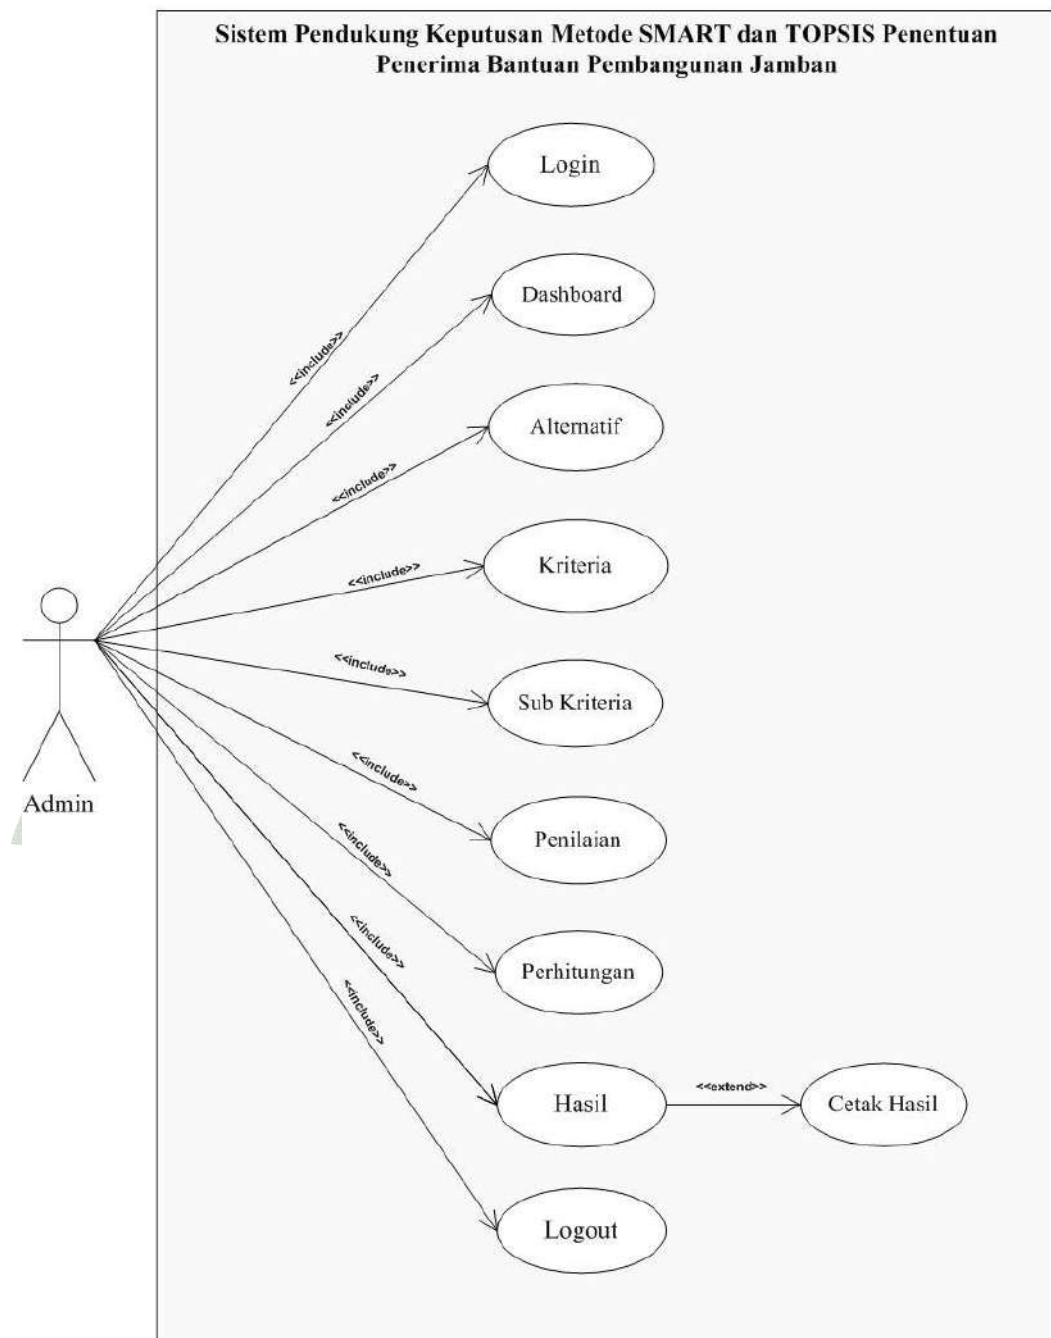 Sistem Pendukung Keputusan Metode SMART dan TOPSIS Penentuan
Penerima Bantuan Pembangunan Jamban
Login
<<include>>
Dashboard
<<include>>
Alternatif
<<include>>
Kriteria
<<include>>
Sub Kriteria
<<include>>
Admin
Penilaian
<<include>>
Perhitungan
<<include>>
Hasil
<<include>>
<<extend>>
Cetak Hasil
Logout
<<include>>